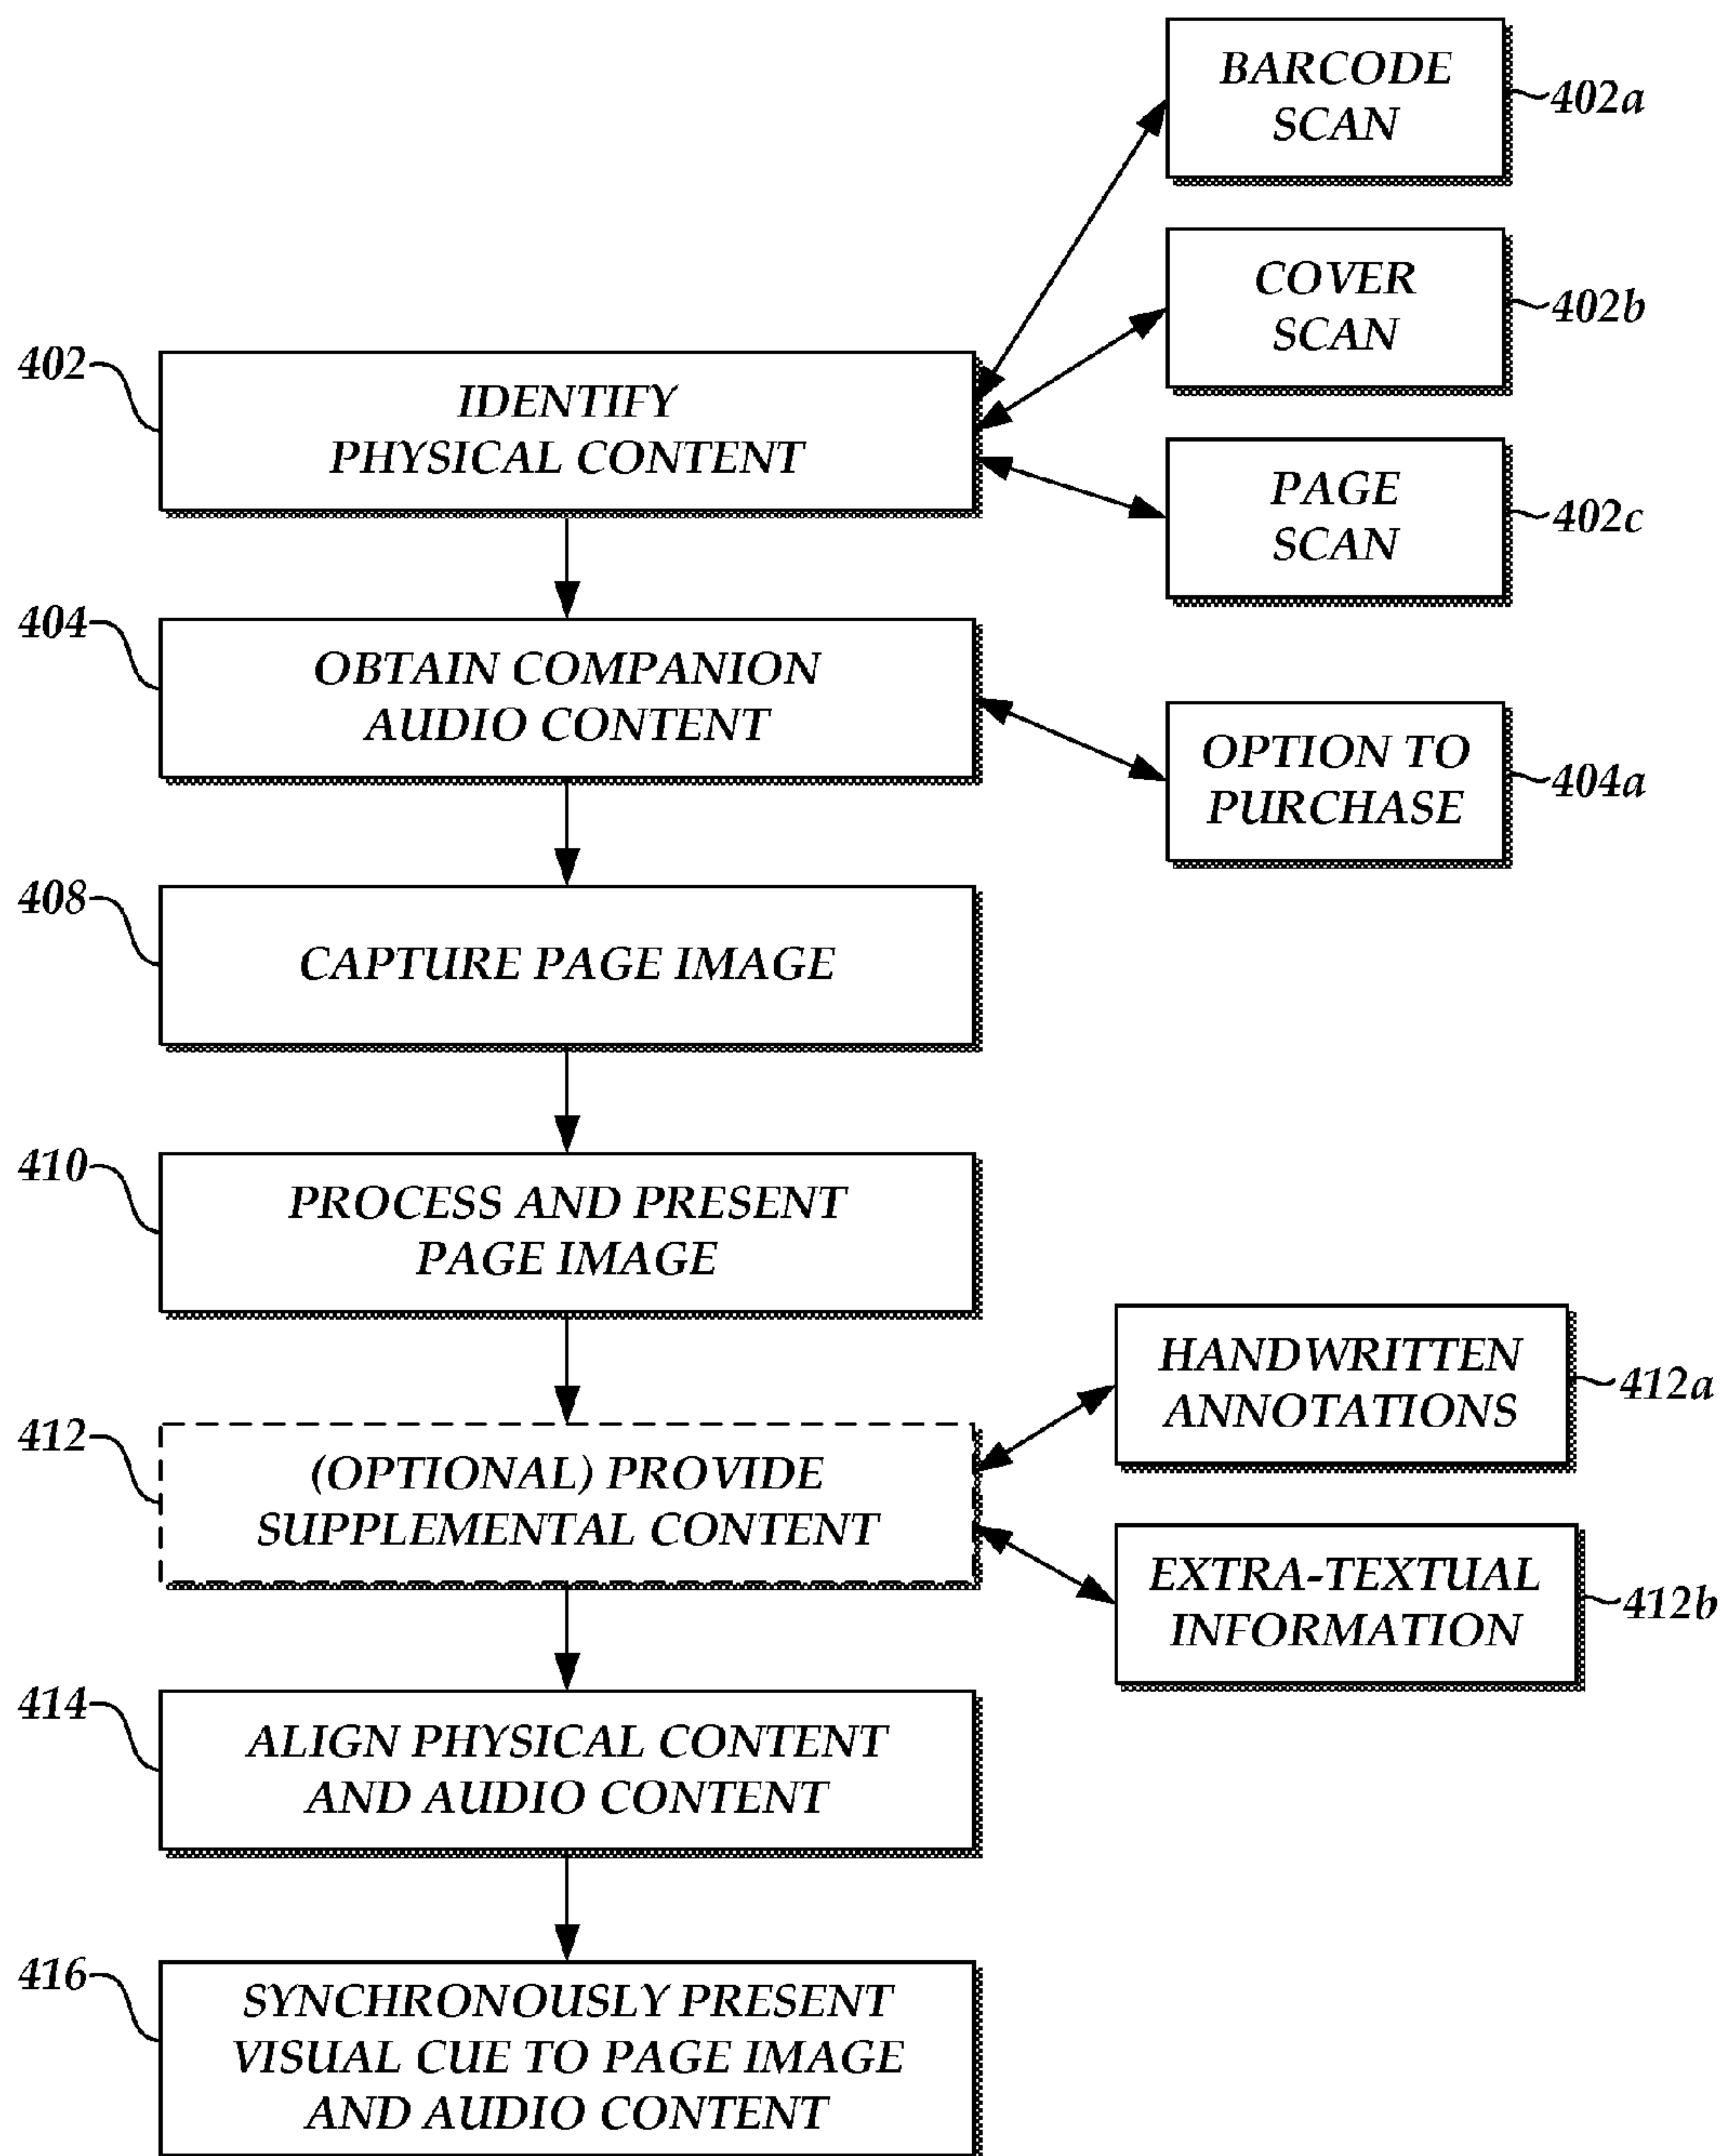 BARCODE
SCAN
402a
COVER
SCAN
402b
402
IDENTIFY
PHYSICAL CONTENT
PAGE
SCAN
402c
404
OBTAIN COMPANION
AUDIO CONTENT
OPTION TO
PURCHASE
404a
408
CAPTURE PAGE IMAGE
410
PROCESS AND PRESENT
PAGE IMAGE
HANDWRITTEN
ANNOTATIONS
412a
412
(OPTIONAL) PROVIDE
SUPPLEMENTAL CONTENT
EXTRA-TEXTUAL
INFORMATION
412b
414
ALIGN PHYSICAL CONTENT
AND AUDIO CONTENT
416
SYNCHRONOUSLY PRESENT
VISUAL CUE TO PAGE IMAGE
AND AUDIO CONTENT